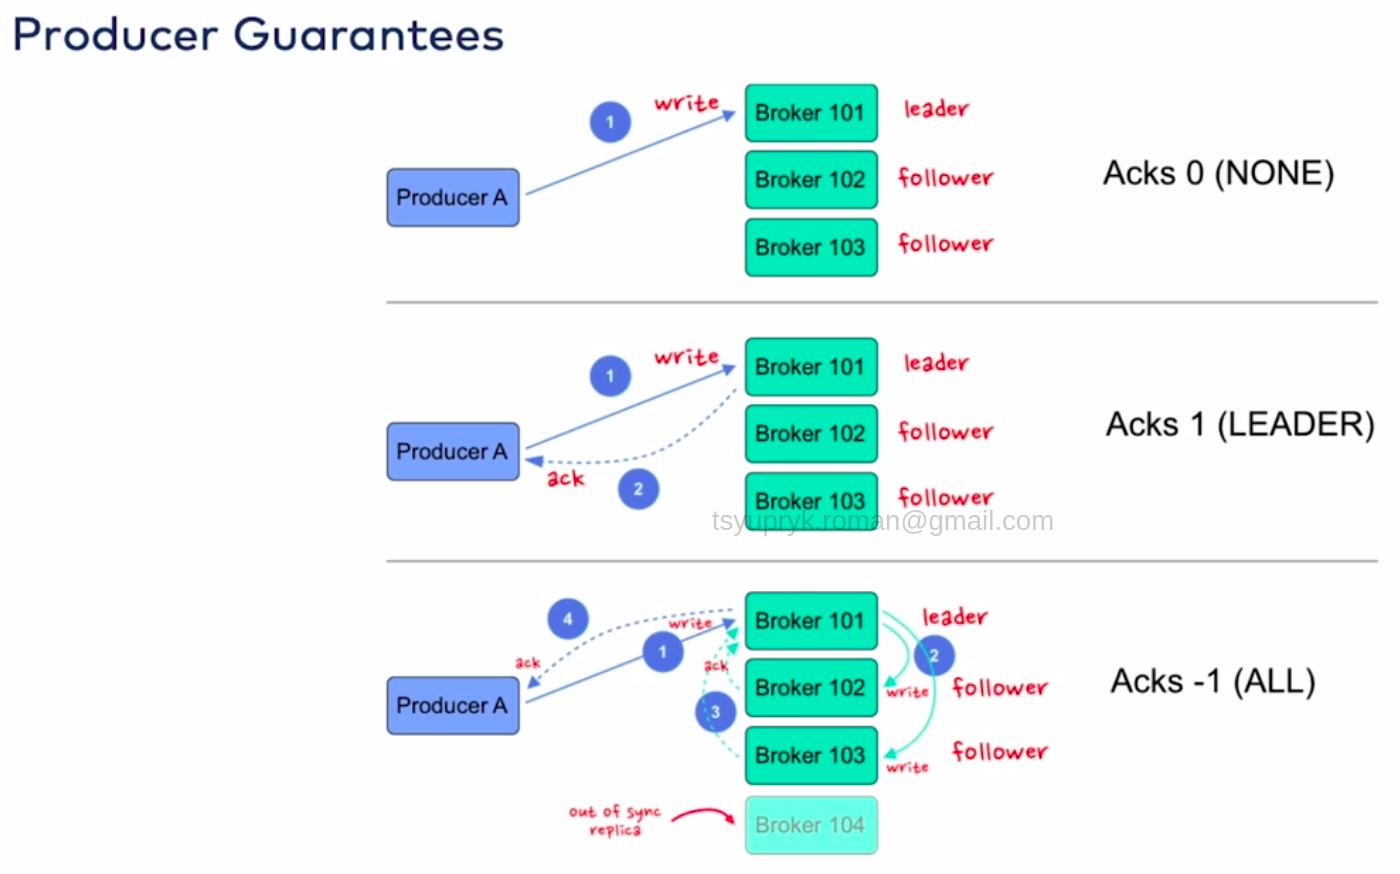 Producer Guarantees
1
write
Broker 101
leader
Producer A
Broker 102
follower
Acks 0 (NONE)
Broker 103
follower
1
write
Broker 101
leader
Producer A
ack
2
Broker 102
follower
Acks 1 (LEADER)
Broker 103
follower
tsyupryk.roman@gmail.com
4
write
1
ack
Broker 101
leader
2
Producer A
ack
3
Broker 102
write
follower
Acks -1 (ALL)
Broker 103
write
follower
out of sync
replica
Broker 104